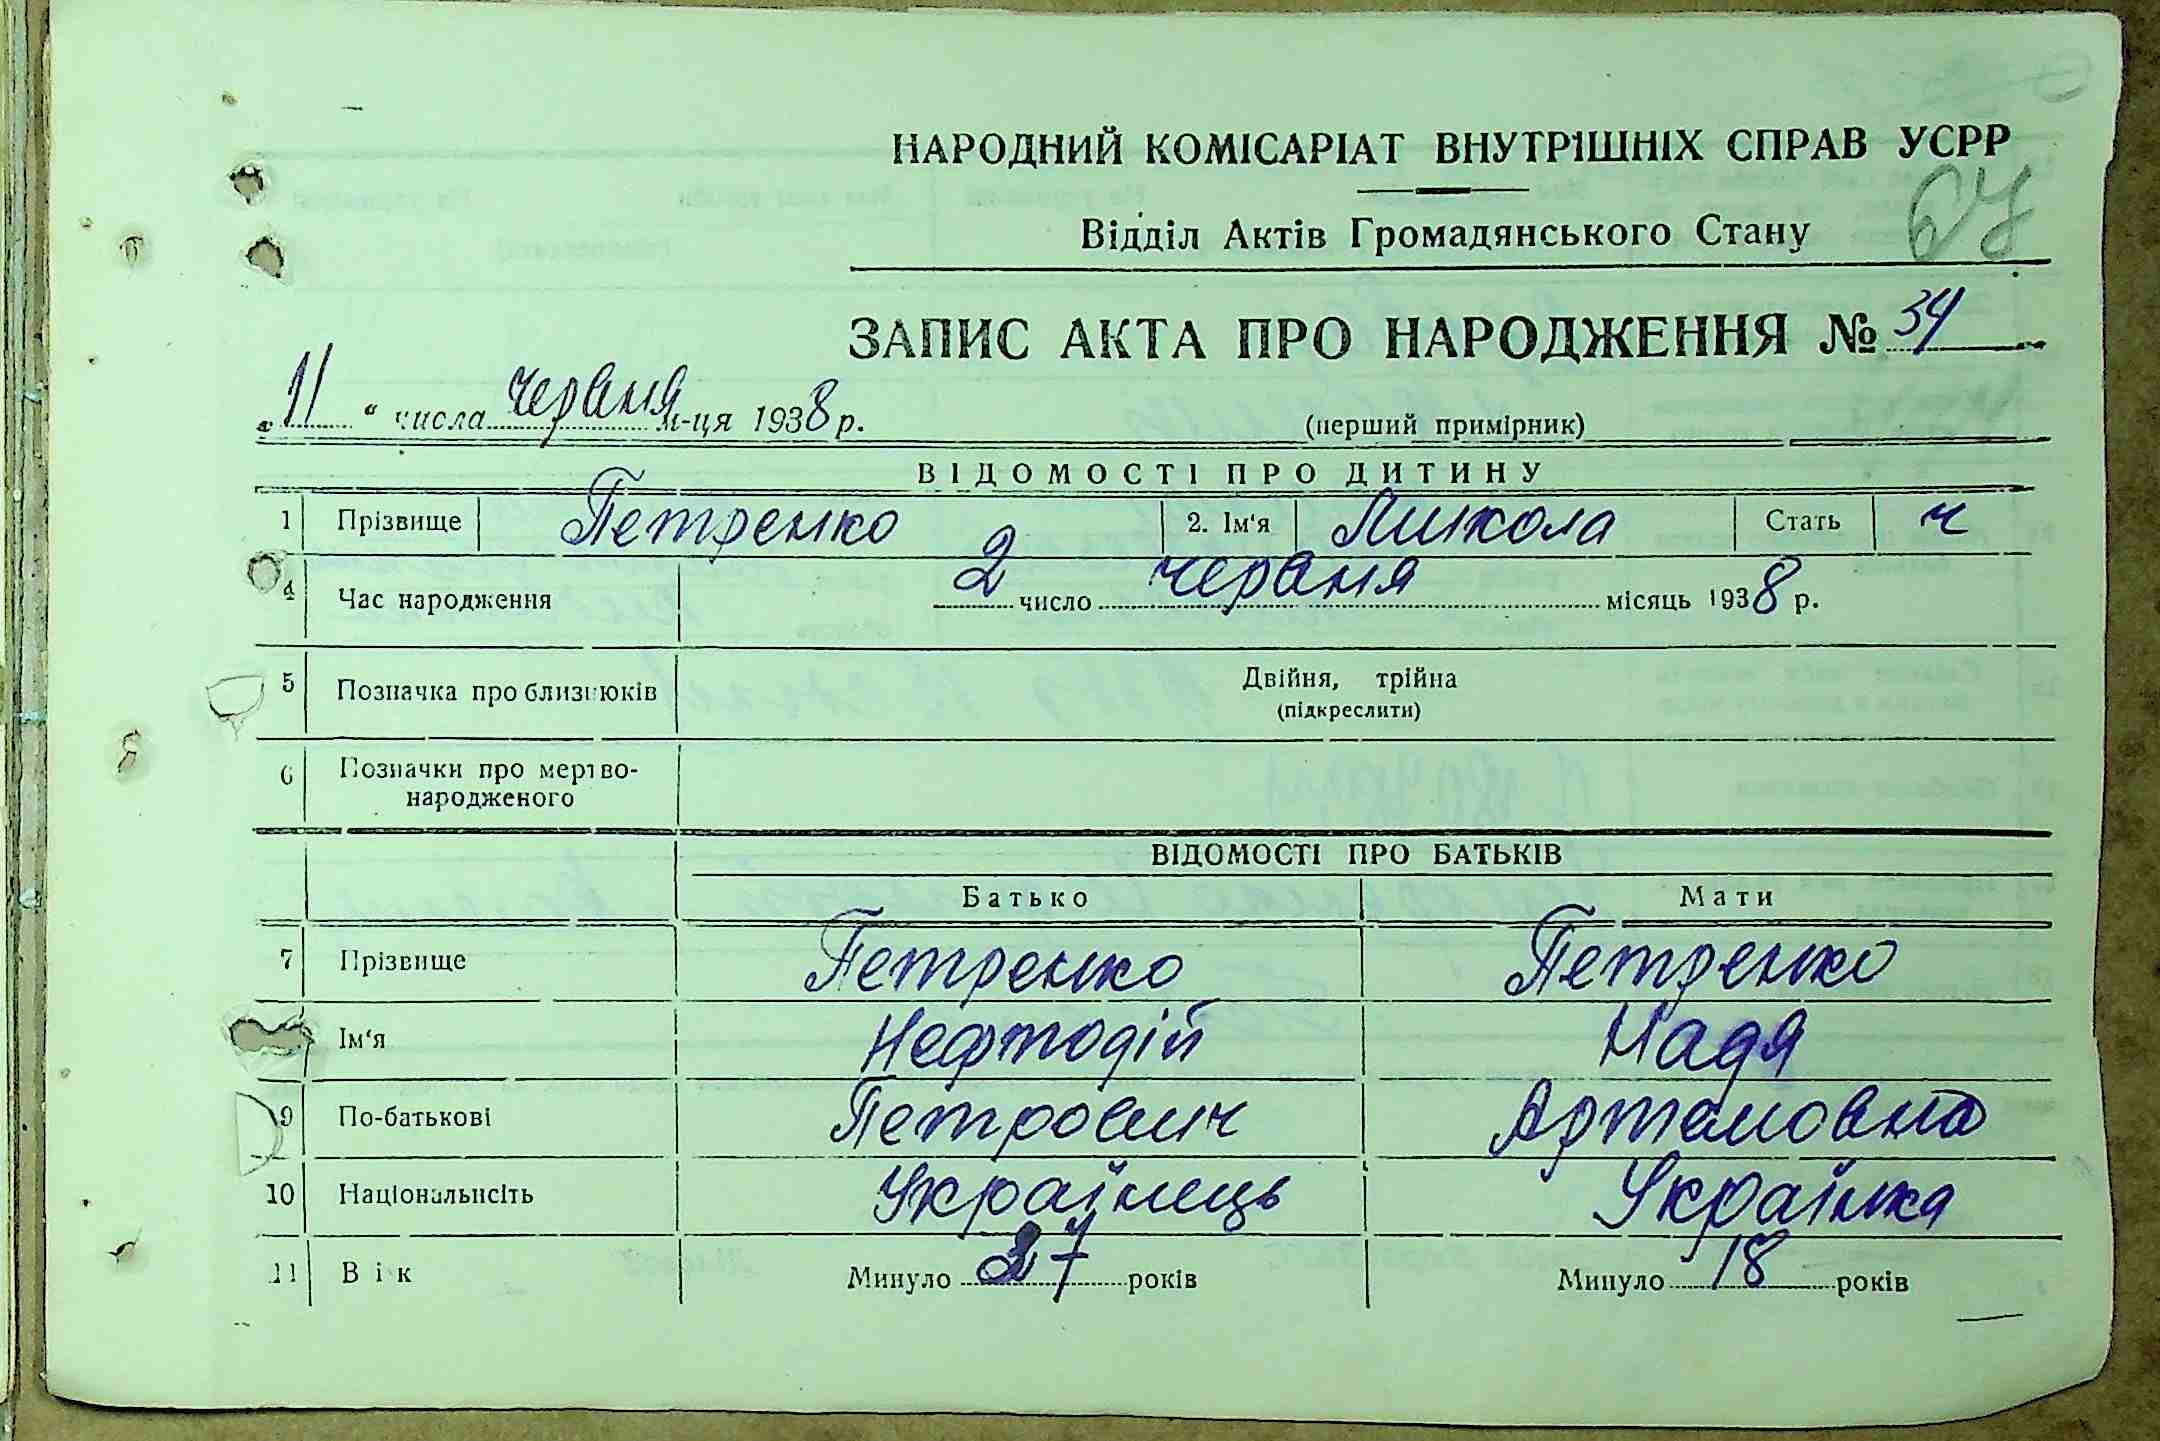 НАРОДНИЙ КОМІСАРІАТ ВНУТРІШНІХ СПРАВ УСРР
67
Відділ Актів Громадянського Стану
ЗАПИС АКТА ПРО НАРОДЖЕННЯ № 34
„ 11 “ числа червня м-ця 1938 р. (перший примірник)
ВІДОМОСТІ ПРО ДИТИНУ
1 Прізвище Петренко 2. Ім‘я Микола Стать ч
4 Час народження 2 число червня місяць 1938 р.
5 Позначка про близнюків Двійня, трійна
(підкреслити)
6 Позначки про мертво-
народженого
ВІДОМОСТІ ПРО БАТЬКІВ
Батько Мати
7 Прізвище Петренко Петренко
Ім‘я Нефтодій Надя
9 По-батькові Петрович Артемовна
10 Національність Українець Українка
11 Вік Минуло 27 років Минуло 18 років